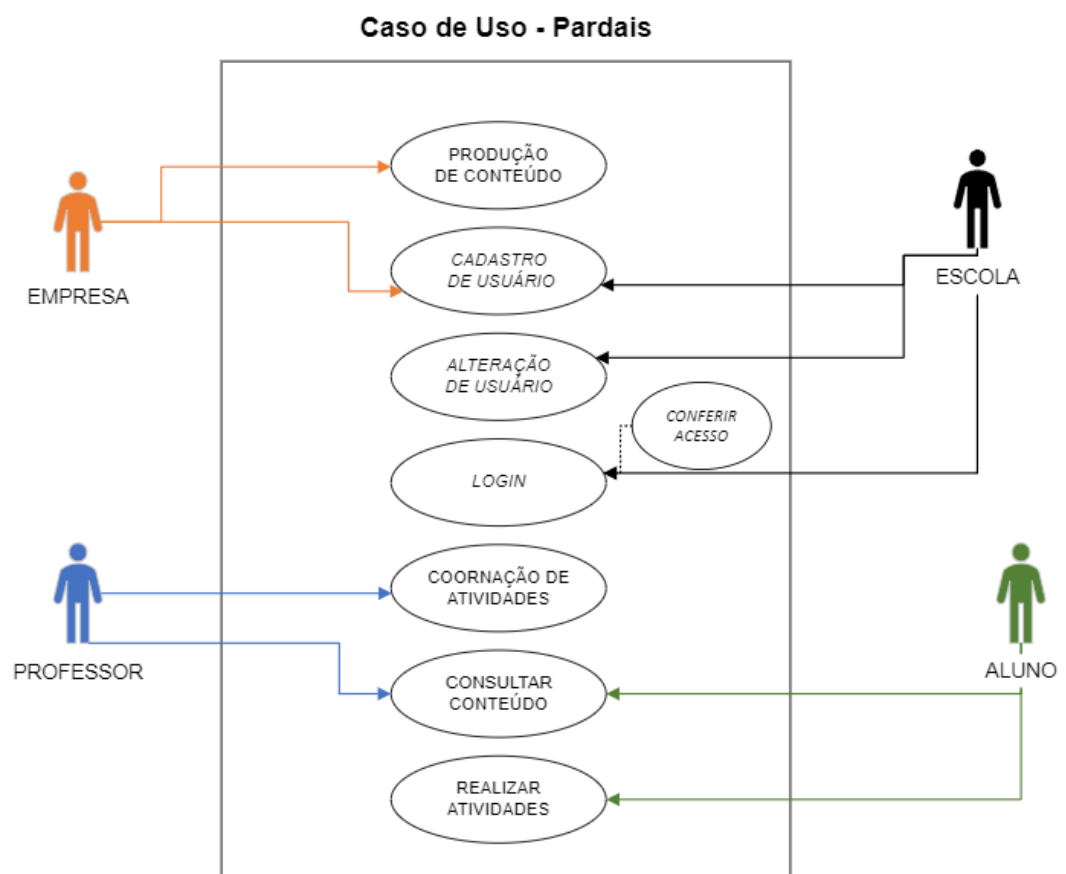 Caso de Uso - Pardais
PRODUÇÃO
DE CONTEÚDO
EMPRESA
CADASTRO
DE USUÁRIO
ESCOLA
ALTERAÇÃO
DE USUÁRIO
CONFERIR
ACESSO
LOGIN
COORNAÇÃO DE
ATIVIDADES
PROFESSOR
CONSULTAR
CONTEÚDO
ALUNO
REALIZAR
ATIVIDADES